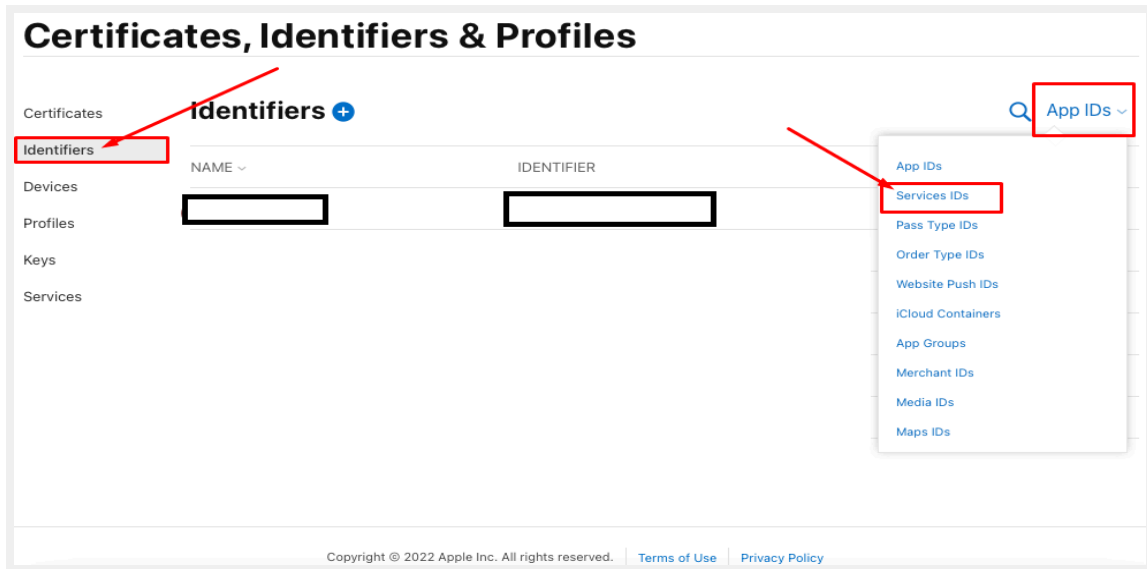 Certificates, Identifiers & Profiles
Certificates
Identifiers
Devices
Profiles
Keys
Services
Identifiers
App IDs
NAME
IDENTIFIER
App IDs
Services IDs
Pass Type IDs
Order Type IDs
Website Push IDs
iCloud Containers
App Groups
Merchant IDs
Media IDs
Maps IDs
Copyright © 2022 Apple Inc. All rights reserved. Terms of Use Privacy Policy